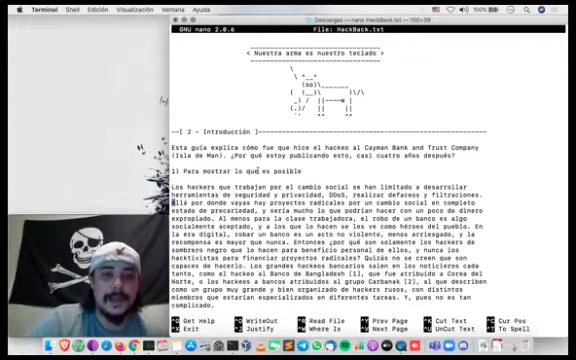 Terminal Shell Edición Visualización Ventana Ayuda
100%
Descargas — nano HackBack.txt — 100×39
GNU nano 2.0.6 File: HackBack.txt
< Nuestra arma es nuestro teclado >
--[ 2 - Introducción ]
Esta guía explica cómo fue que hice el hackeo al Cayman Bank and Trust Company
(Isla de Man). ¿Por qué estoy publicando esto, casi cuatro años después?
1) Para mostrar lo que es posible
Los hackers que trabajan por el cambio social se han limitado a desarrollar
herramientas de seguridad y privacidad, DDoS, realizar defaces y filtraciones.
Allá por donde vayas hay proyectos radicales por un cambio social en completo
estado de precariedad, y sería mucho lo que podrían hacer con un poco de dinero
expropiado. Al menos para la clase trabajadora, el robo de un banco es algo
socialmente aceptado, y a los que lo hacen se les ve como héroes del pueblo. En
la era digital, robar un banco es un acto no violento, menos arriesgado, y la
recompensa es mayor que nunca. Entonces ¿por qué son solamente los hackers de
sombrero negro que lo hacen para beneficio personal de ellos, y nunca los
hacktivistas para financiar proyectos radicales? Quizás no se creen que son
capaces de hacerlo. Los grandes hackeos bancarios salen en los noticieros cada
tanto, como el hackeo al Banco de Bangladesh [1], que fue atribuido a Corea del
Norte, o los hackeos a bancos atribuidos al grupo Carbanak [2], al que describen
como un grupo muy grande y bien organizado de hackers rusos, con distintos
miembros que estarían especializados en diferentes tareas. Y, pues no es tan
complicado.
^G Get Help ^O WriteOut ^R Read File ^Y Prev Page ^K Cut Text ^C Cur Pos
^X Exit ^J Justify ^W Where Is ^V Next Page ^U UnCut Text ^T To Spell